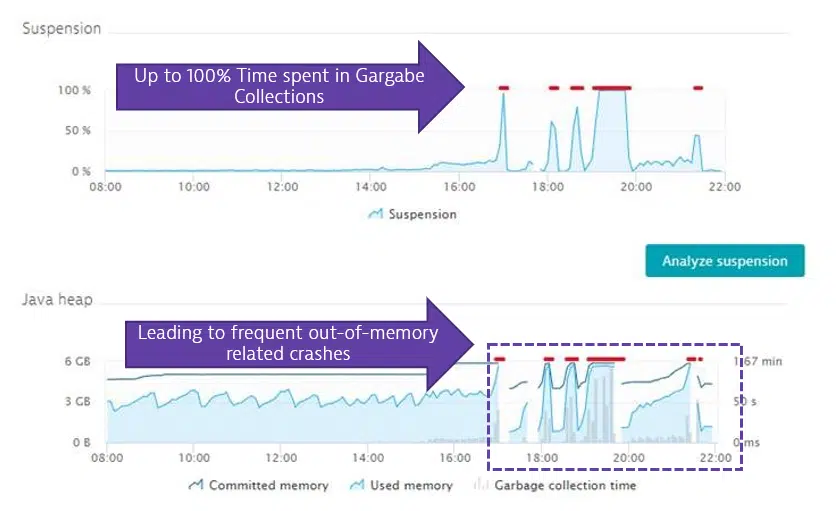 Suspension
Up to 100% Time spent in Gargabe
Collections
100 %
50 %
0 %
08:00 10:00 12:00 14:00 16:00 18:00 20:00 22:00
Suspension
Analyze suspension
Java heap
Leading to frequent out-of-memory
related crashes
6 GB
3 GB
0 B
67 min
0 ms
08:00 10:00 12:00 14:00 16:00 18:00 20:00 22:00
Committed memory Used memory Garbage collection time